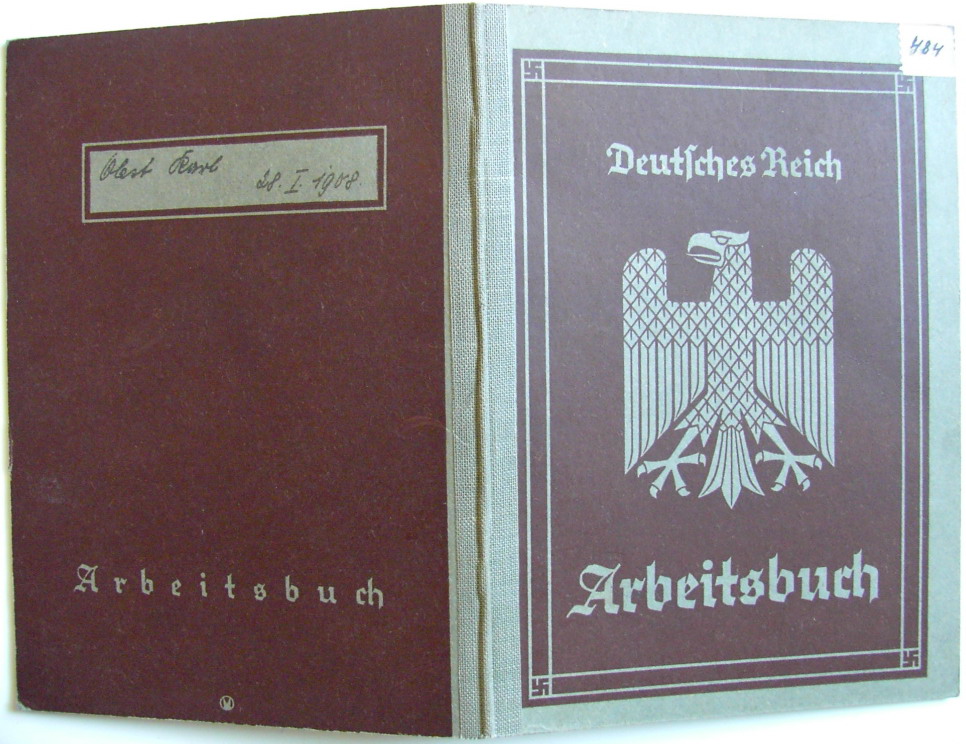 Obst Karl
28. I. 1908.
Arbeitsbuch
484
Deutsches Reich
Arbeitsbuch